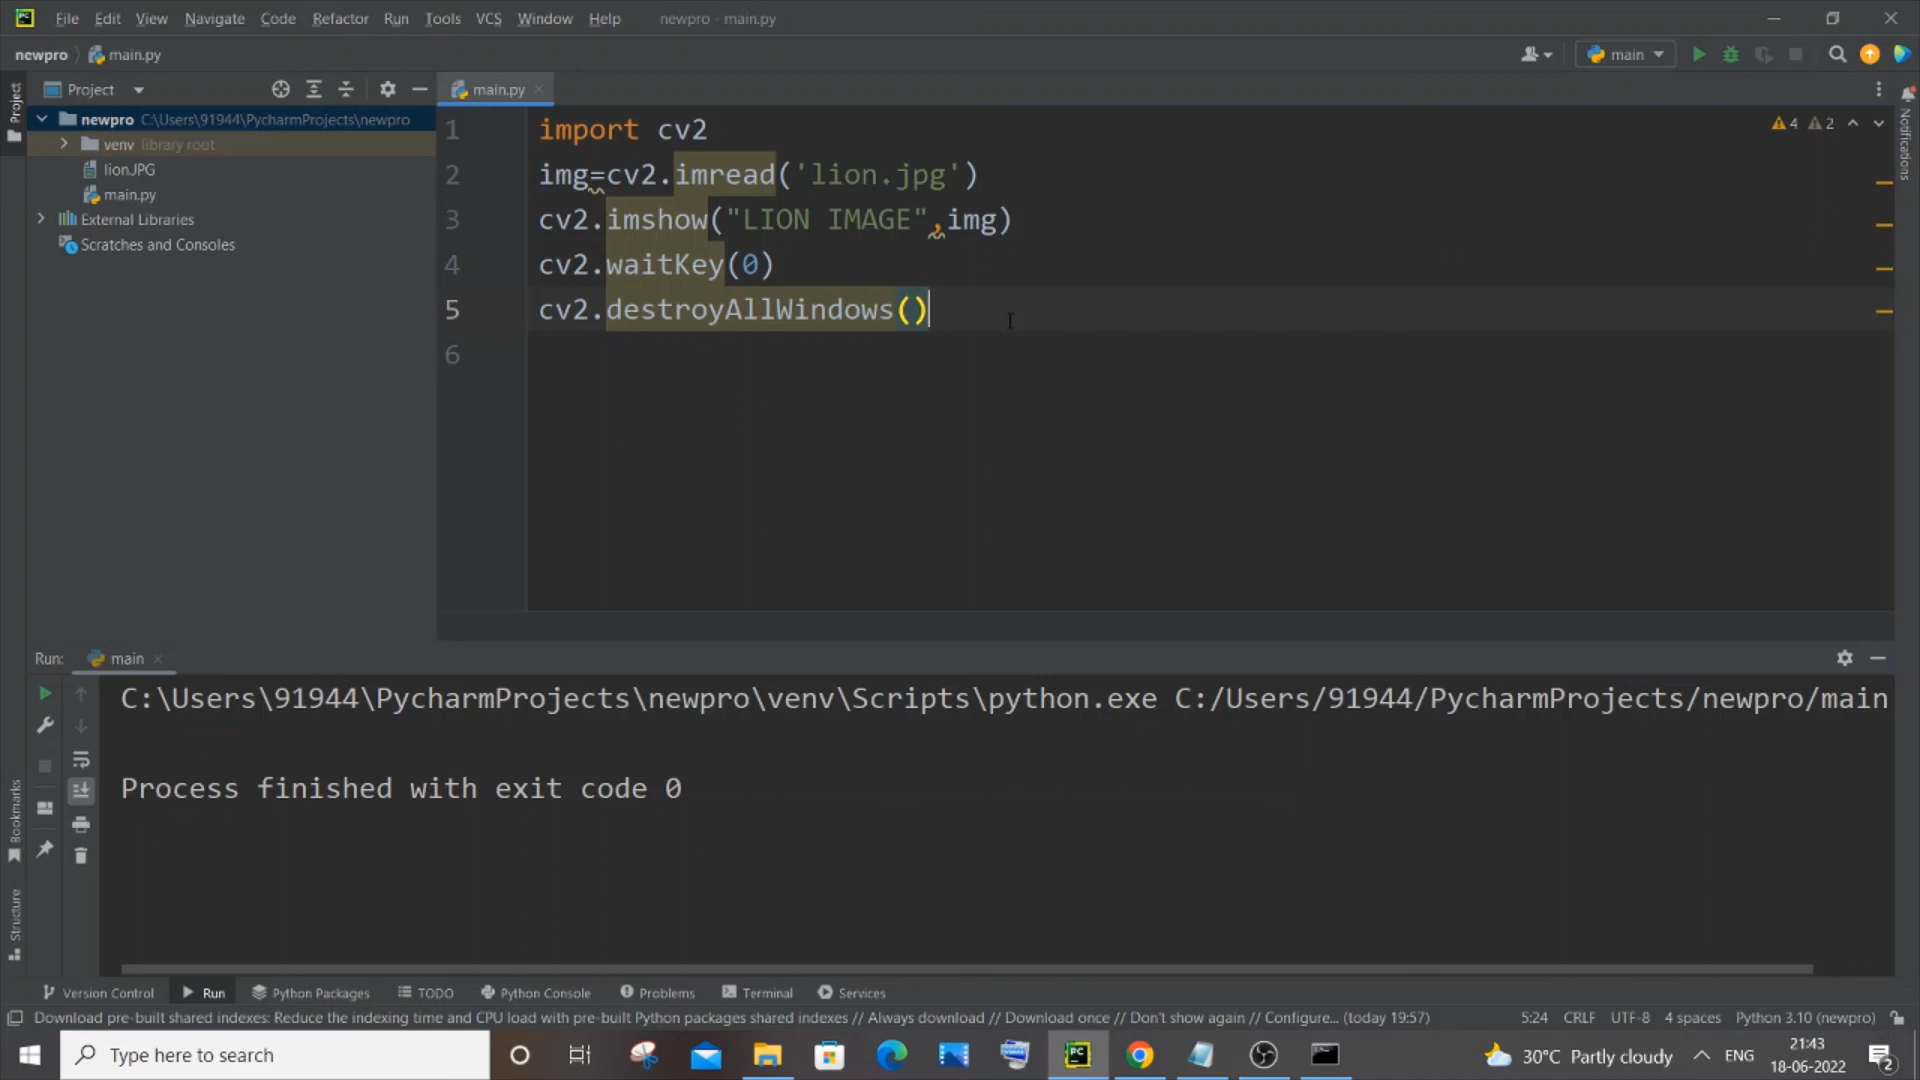 File Edit View Navigate Code Refactor Run Tools VCS Window Help newpro - main.py
newpro main.py main
Project main.py
newpro C:\Users\91944\PycharmProjects\newpro
venv library root
lion.JPG
main.py
External Libraries
Scratches and Consoles
Project
1 import cv2
2 img=cv2.imread('lion.jpg')
3 cv2.imshow("LION IMAGE",img)
4 cv2.waitKey(0)
5 cv2.destroyAllWindows()
6
4 2
Notifications
Run: main
C:\Users\91944\PycharmProjects\newpro\venv\Scripts\python.exe C:/Users/91944/PycharmProjects/newpro/main
Process finished with exit code 0
Bookmarks
Structure
Version Control Run Python Packages TODO Python Console Problems Terminal Services
Download pre-built shared indexes: Reduce the indexing time and CPU load with pre-built Python packages shared indexes // Always download // Download once // Don't show again // Configure... (today 19:57) 5:24 CRLF UTF-8 4 spaces Python 3.10 (newpro)
Type here to search PC 30°C Partly cloudy ENG 21:43
18-06-2022 2